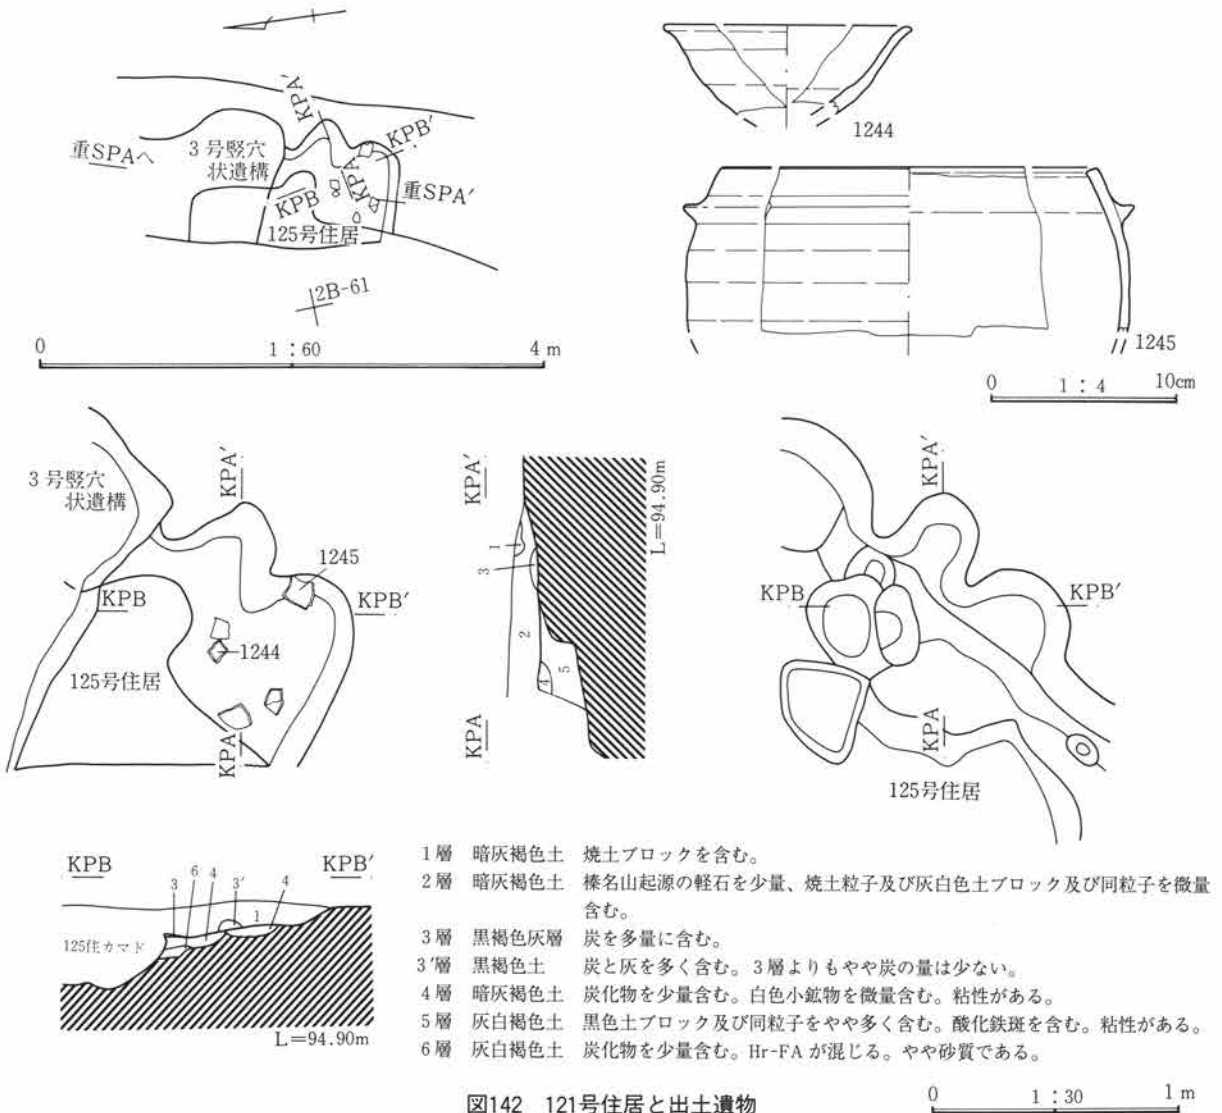 KPA'
重SPAへ
3号竪穴
状遺構
KPB'
KPA
KPB
重SPA'
125号住居
2B-61
0 1：60 4 m
1244
1245
0 1：4 10cm
3号竪穴
状遺構
KPA'
1245
KPB
KPB'
1244
125号住居
KPA
KPA'
L=94.90m
1
3
2
5
4
KPA
KPA'
KPB
KPB'
KPA
125号住居
KPB
KPB'
3 6 4 3' 1 4
125住カマド
L=94.90m
1層 暗灰褐色土 焼土ブロックを含む。
2層 暗灰褐色土 榛名山起源の軽石を少量、焼土粒子及び灰白色土ブロック及び同粒子を微量
含む。
3層 黒褐色灰層 炭を多量に含む。
3'層 黒褐色土 炭と灰を多く含む。3層よりもやや炭の量は少ない。
4層 暗灰褐色土 炭化物を少量含む。白色小鉱物を微量含む。粘性がある。
5層 灰白褐色土 黒色土ブロック及び同粒子をやや多く含む。酸化鉄斑を含む。粘性がある。
6層 灰白褐色土 炭化物を少量含む。Hr-FAが混じる。やや砂質である。
図142 121号住居と出土遺物
0 1：30 1 m